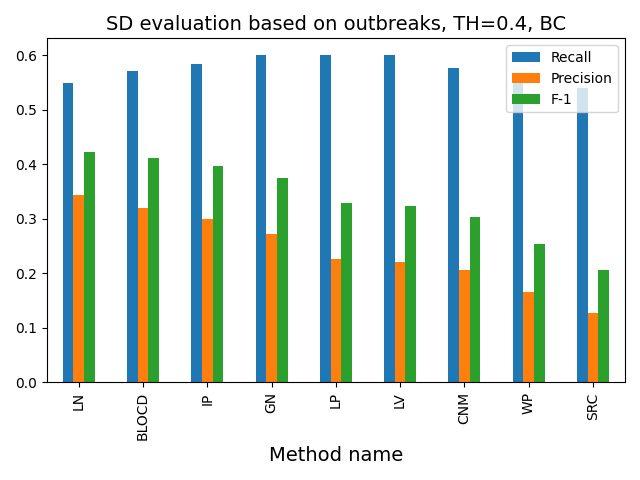 SD evaluation based on outbreaks, TH=0.4, BC
Recall
Precision
F-1
0.6
0.5
0.4
0.3
0.2
0.1
0.0
LN
BLOCD
IP
GN
LP
LV
CNM
WP
SRC
Method name